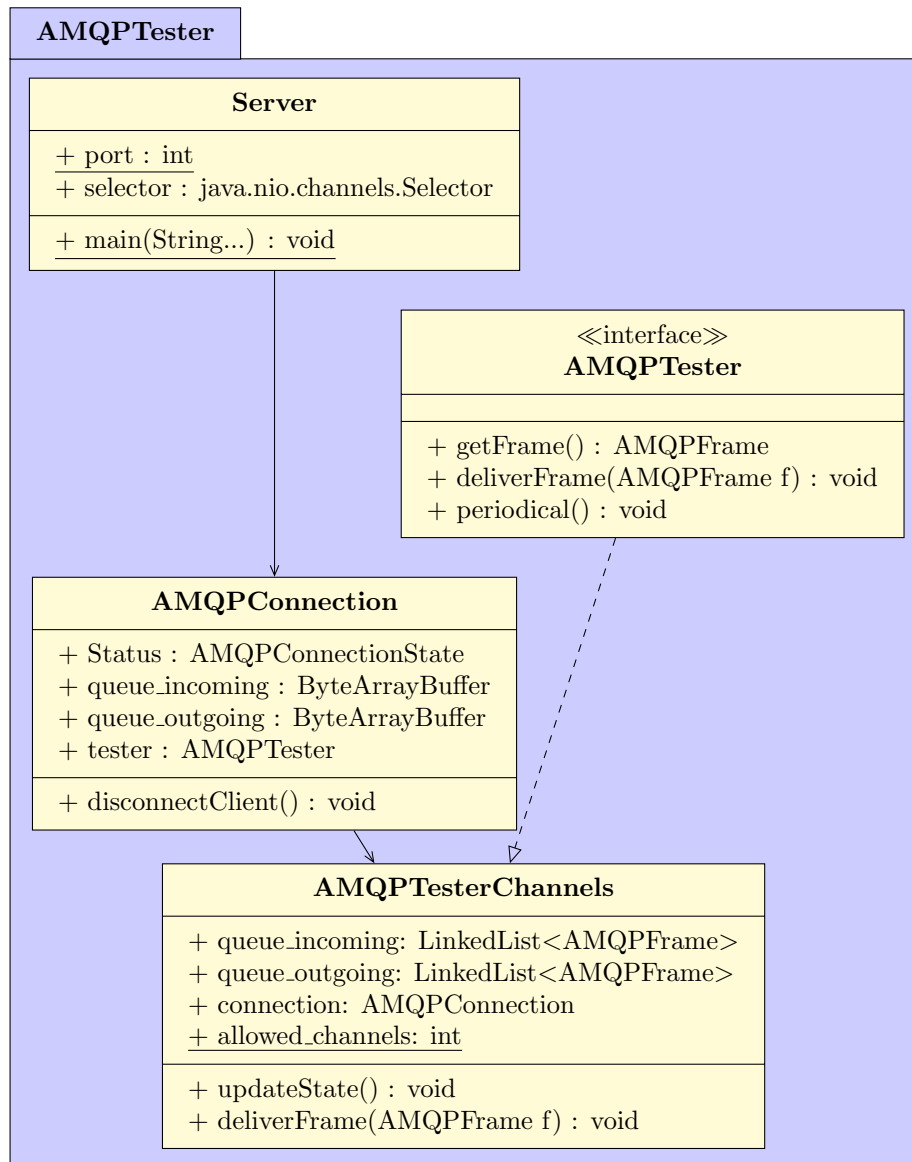 AMQPTester
Server
+ port : int
+ selector : java.nio.channels.Selector
+ main(String...) : void
≪interface≫
AMQPTester
+ getFrame() : AMQPFrame
+ deliverFrame(AMQPFrame f) : void
+ periodical() : void
AMQPConnection
+ Status : AMQPConnectionState
+ queue_incoming : ByteArrayBuffer
+ queue_outgoing : ByteArrayBuffer
+ tester : AMQPTester
+ disconnectClient() : void
AMQPTesterChannels
+ queue_incoming: LinkedList<AMQPFrame>
+ queue_outgoing: LinkedList<AMQPFrame>
+ connection: AMQPConnection
+ allowed_channels: int
+ updateState() : void
+ deliverFrame(AMQPFrame f) : void